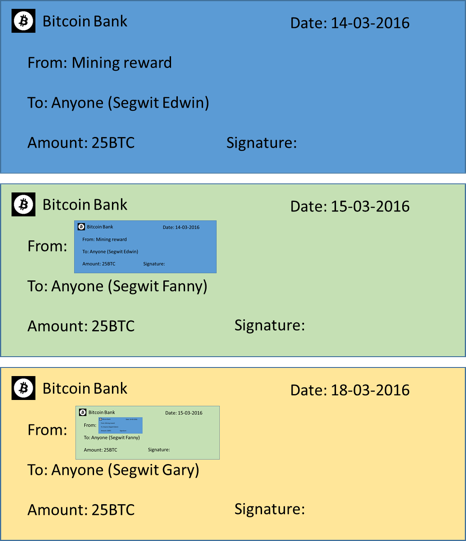 Bitcoin Bank
Date: 14-03-2016
From: Mining reward
To: Anyone (Segwit Edwin)
Amount: 25BTC
Signature:
Bitcoin Bank
Date: 15-03-2016
From:
Bitcoin Bank
Date: 14-03-2016
From: Mining reward
To: Anyone (Segwit Edwin)
Amount: 25BTC
Signature:
To: Anyone (Segwit Fanny)
Amount: 25BTC
Signature:
Bitcoin Bank
Date: 18-03-2016
From:
Bitcoin Bank
Date: 15-03-2016
From:
To: Anyone (Segwit Fanny)
Amount: 25BTC
Signature:
To: Anyone (Segwit Gary)
Amount: 25BTC
Signature: